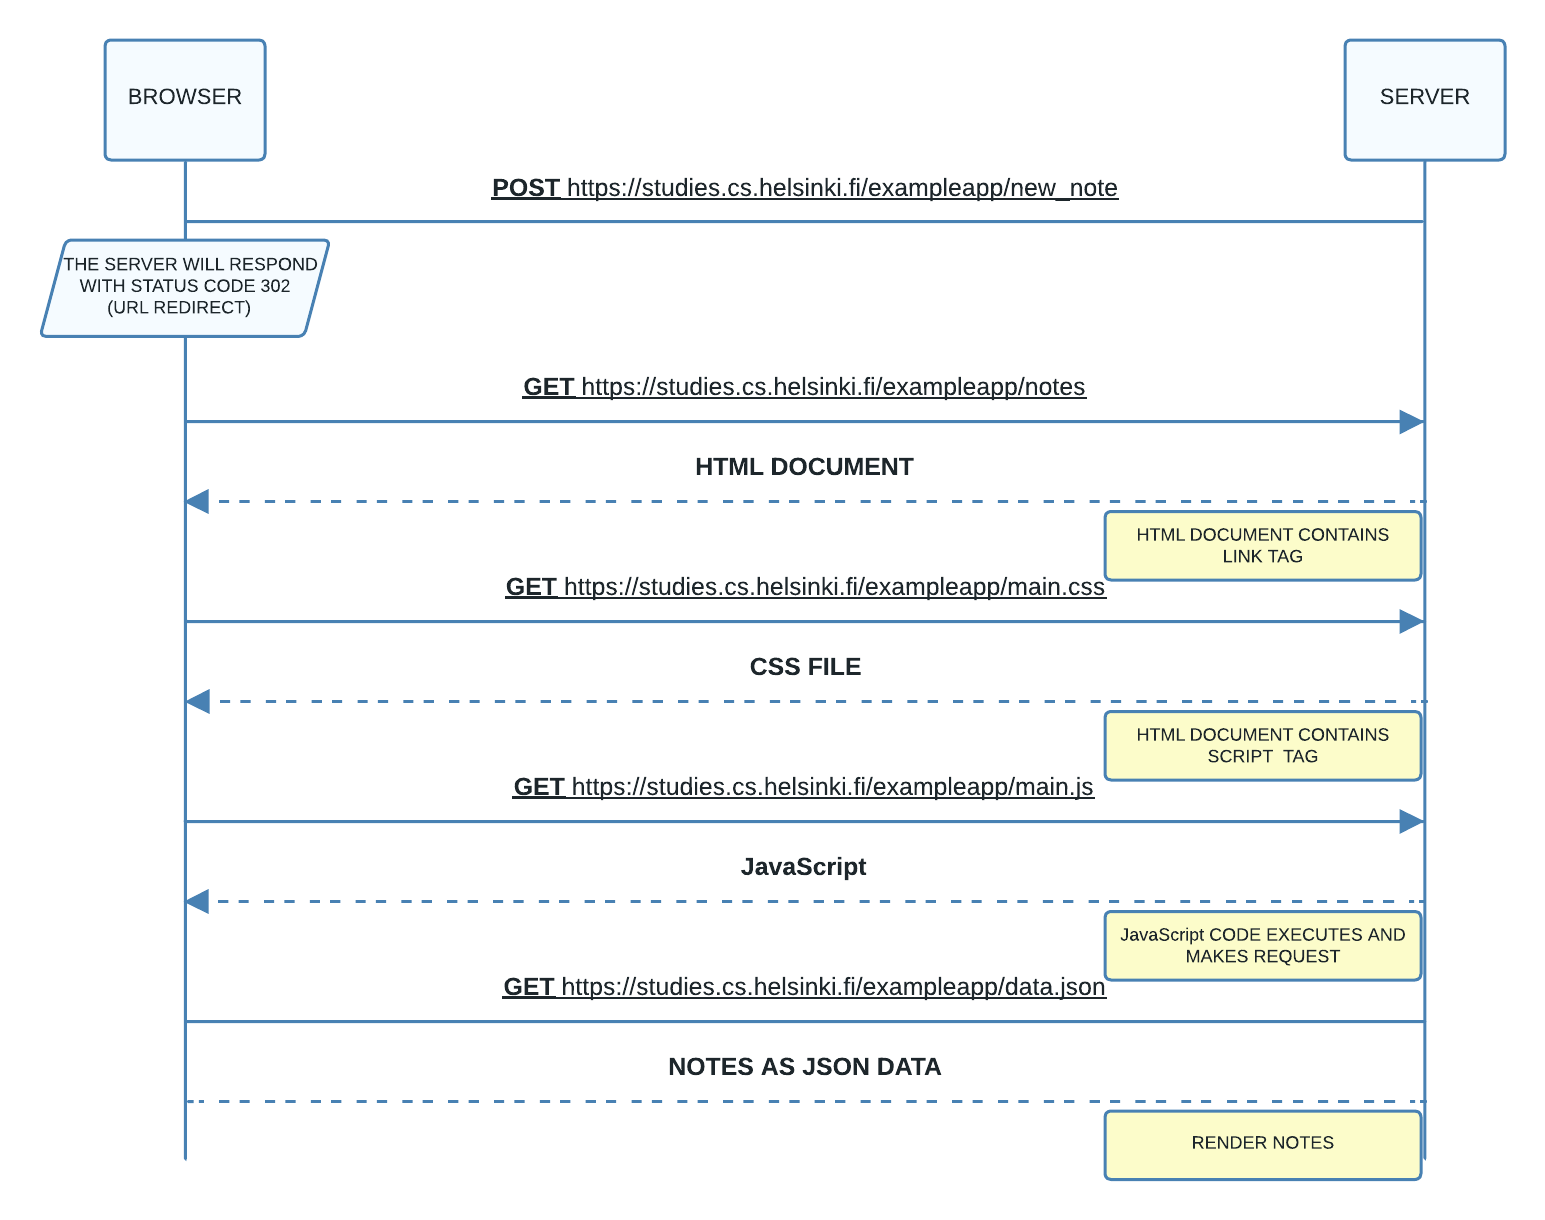 BROWSER
SERVER
POST https://studies.cs.helsinki.fi/exampleapp/new_note
THE SERVER WILL RESPOND
WITH STATUS CODE 302
(URL REDIRECT)
GET https://studies.cs.helsinki.fi/exampleapp/notes
HTML DOCUMENT
HTML DOCUMENT CONTAINS
LINK TAG
GET https://studies.cs.helsinki.fi/exampleapp/main.css
CSS FILE
HTML DOCUMENT CONTAINS
SCRIPT  TAG
GET https://studies.cs.helsinki.fi/exampleapp/main.js
JavaScript
JavaScript CODE EXECUTES AND
MAKES REQUEST
GET https://studies.cs.helsinki.fi/exampleapp/data.json
NOTES AS JSON DATA
RENDER NOTES